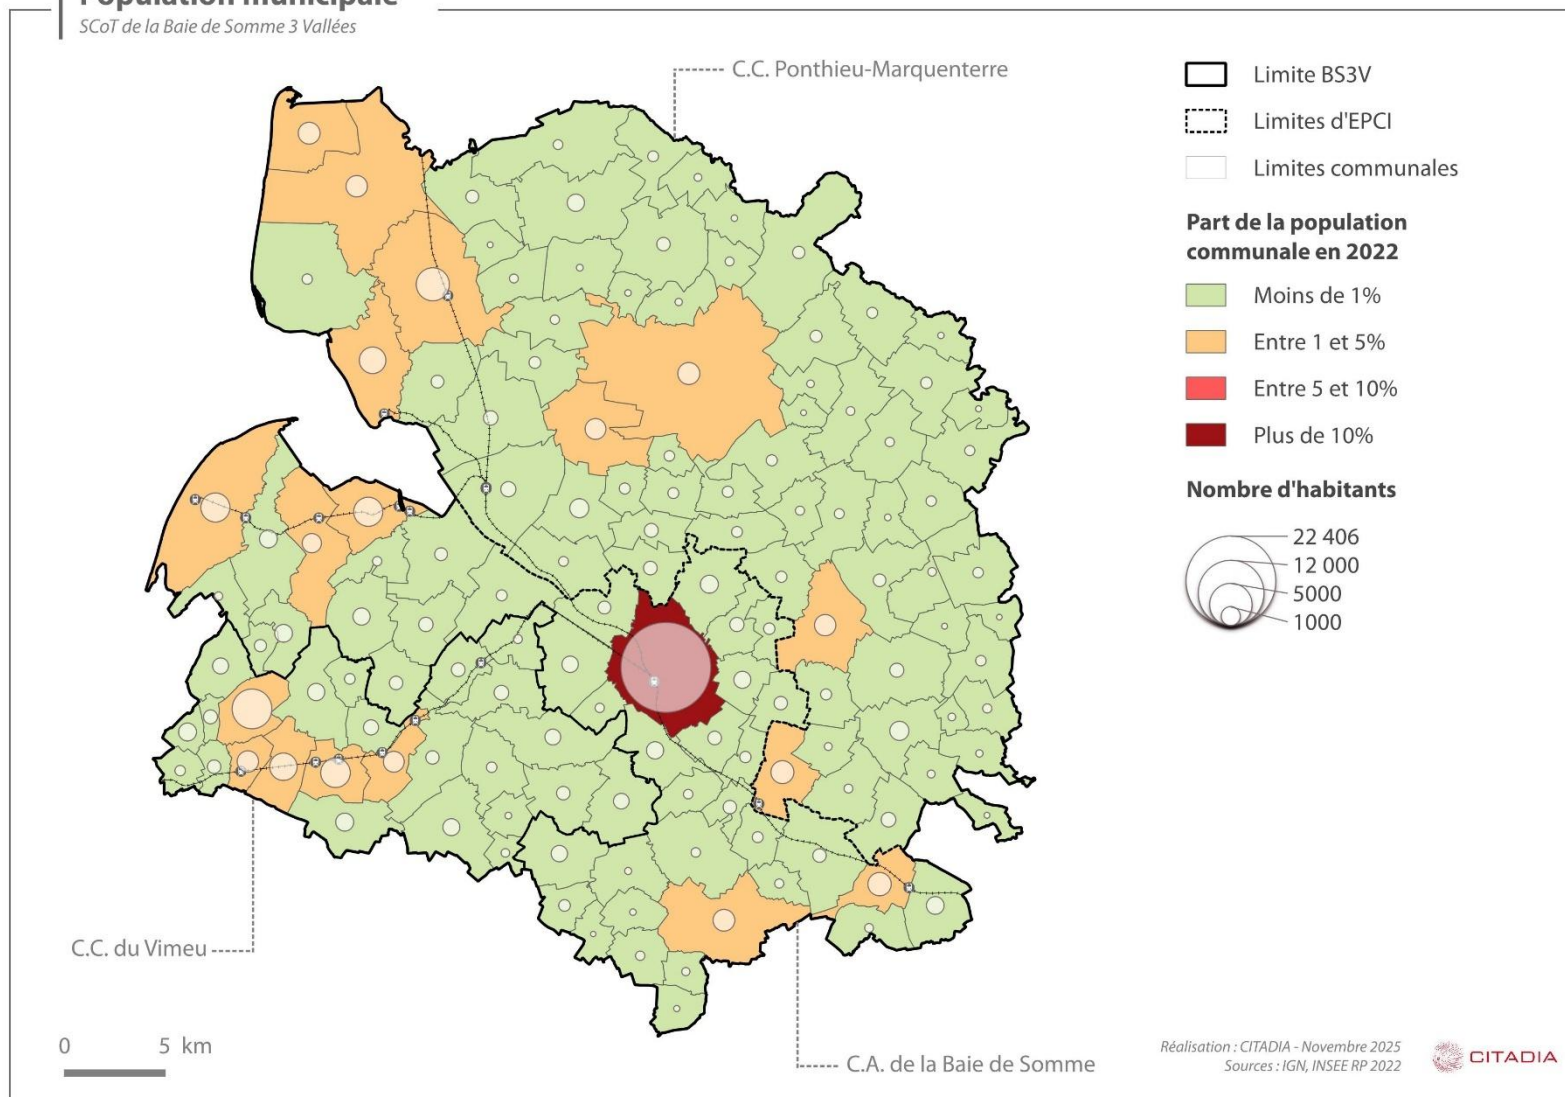 Population municipale
SCoT de la Baie de Somme 3 Vallées
C.C. Ponthieu-Marquenterre
Limite BS3V
Limites d'EPCI
Limites communales
Part de la population
communale en 2022
Moins de 1%
Entre 1 et 5%
Entre 5 et 10%
Plus de 10%
Nombre d'habitants
22 406
12 000
5000
1000
C.C. du Vimeu
C.A. de la Baie de Somme
0 5 km
Réalisation : CITADIA - Novembre 2025
Sources : IGN, INSEE RP 2022
CITADIA